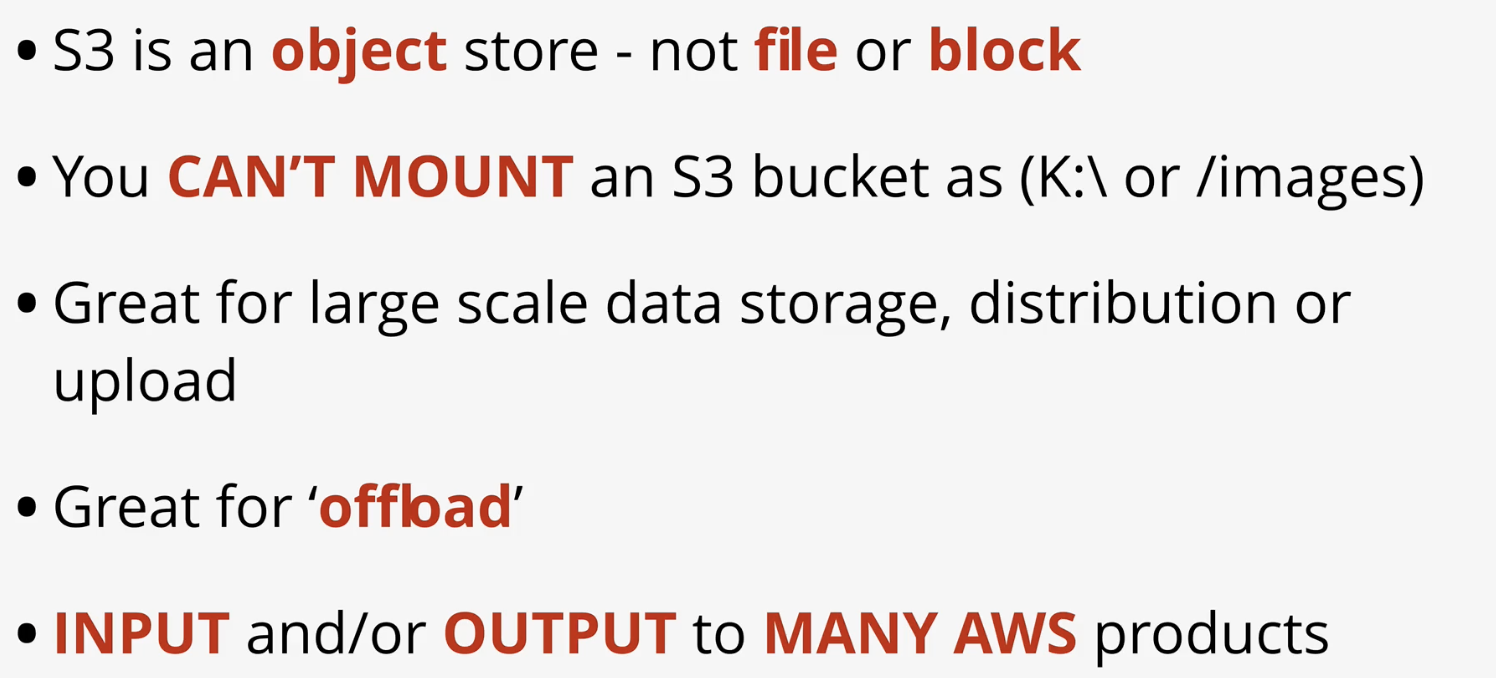 • S3 is an object store - not file or block
• You CAN’T MOUNT an S3 bucket as (K:\ or /images)
• Great for large scale data storage, distribution or
upload
• Great for ‘offload’
• INPUT and/or OUTPUT to MANY AWS products